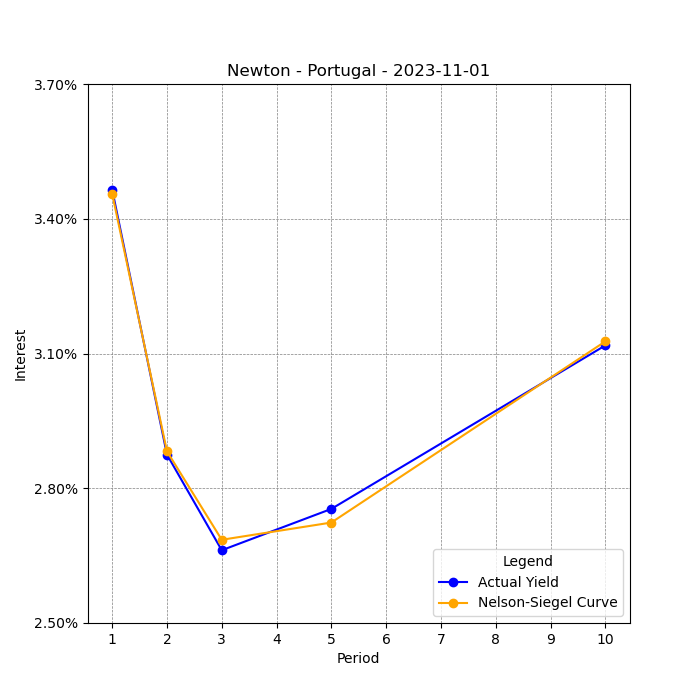 Newton - Portugal - 2023-11-01
3.70%
3.40%
3.10%
2.80%
2.50%
Interest
1 2 3 4 5 6 7 8 9 10
Period
Legend
Actual Yield
Nelson-Siegel Curve